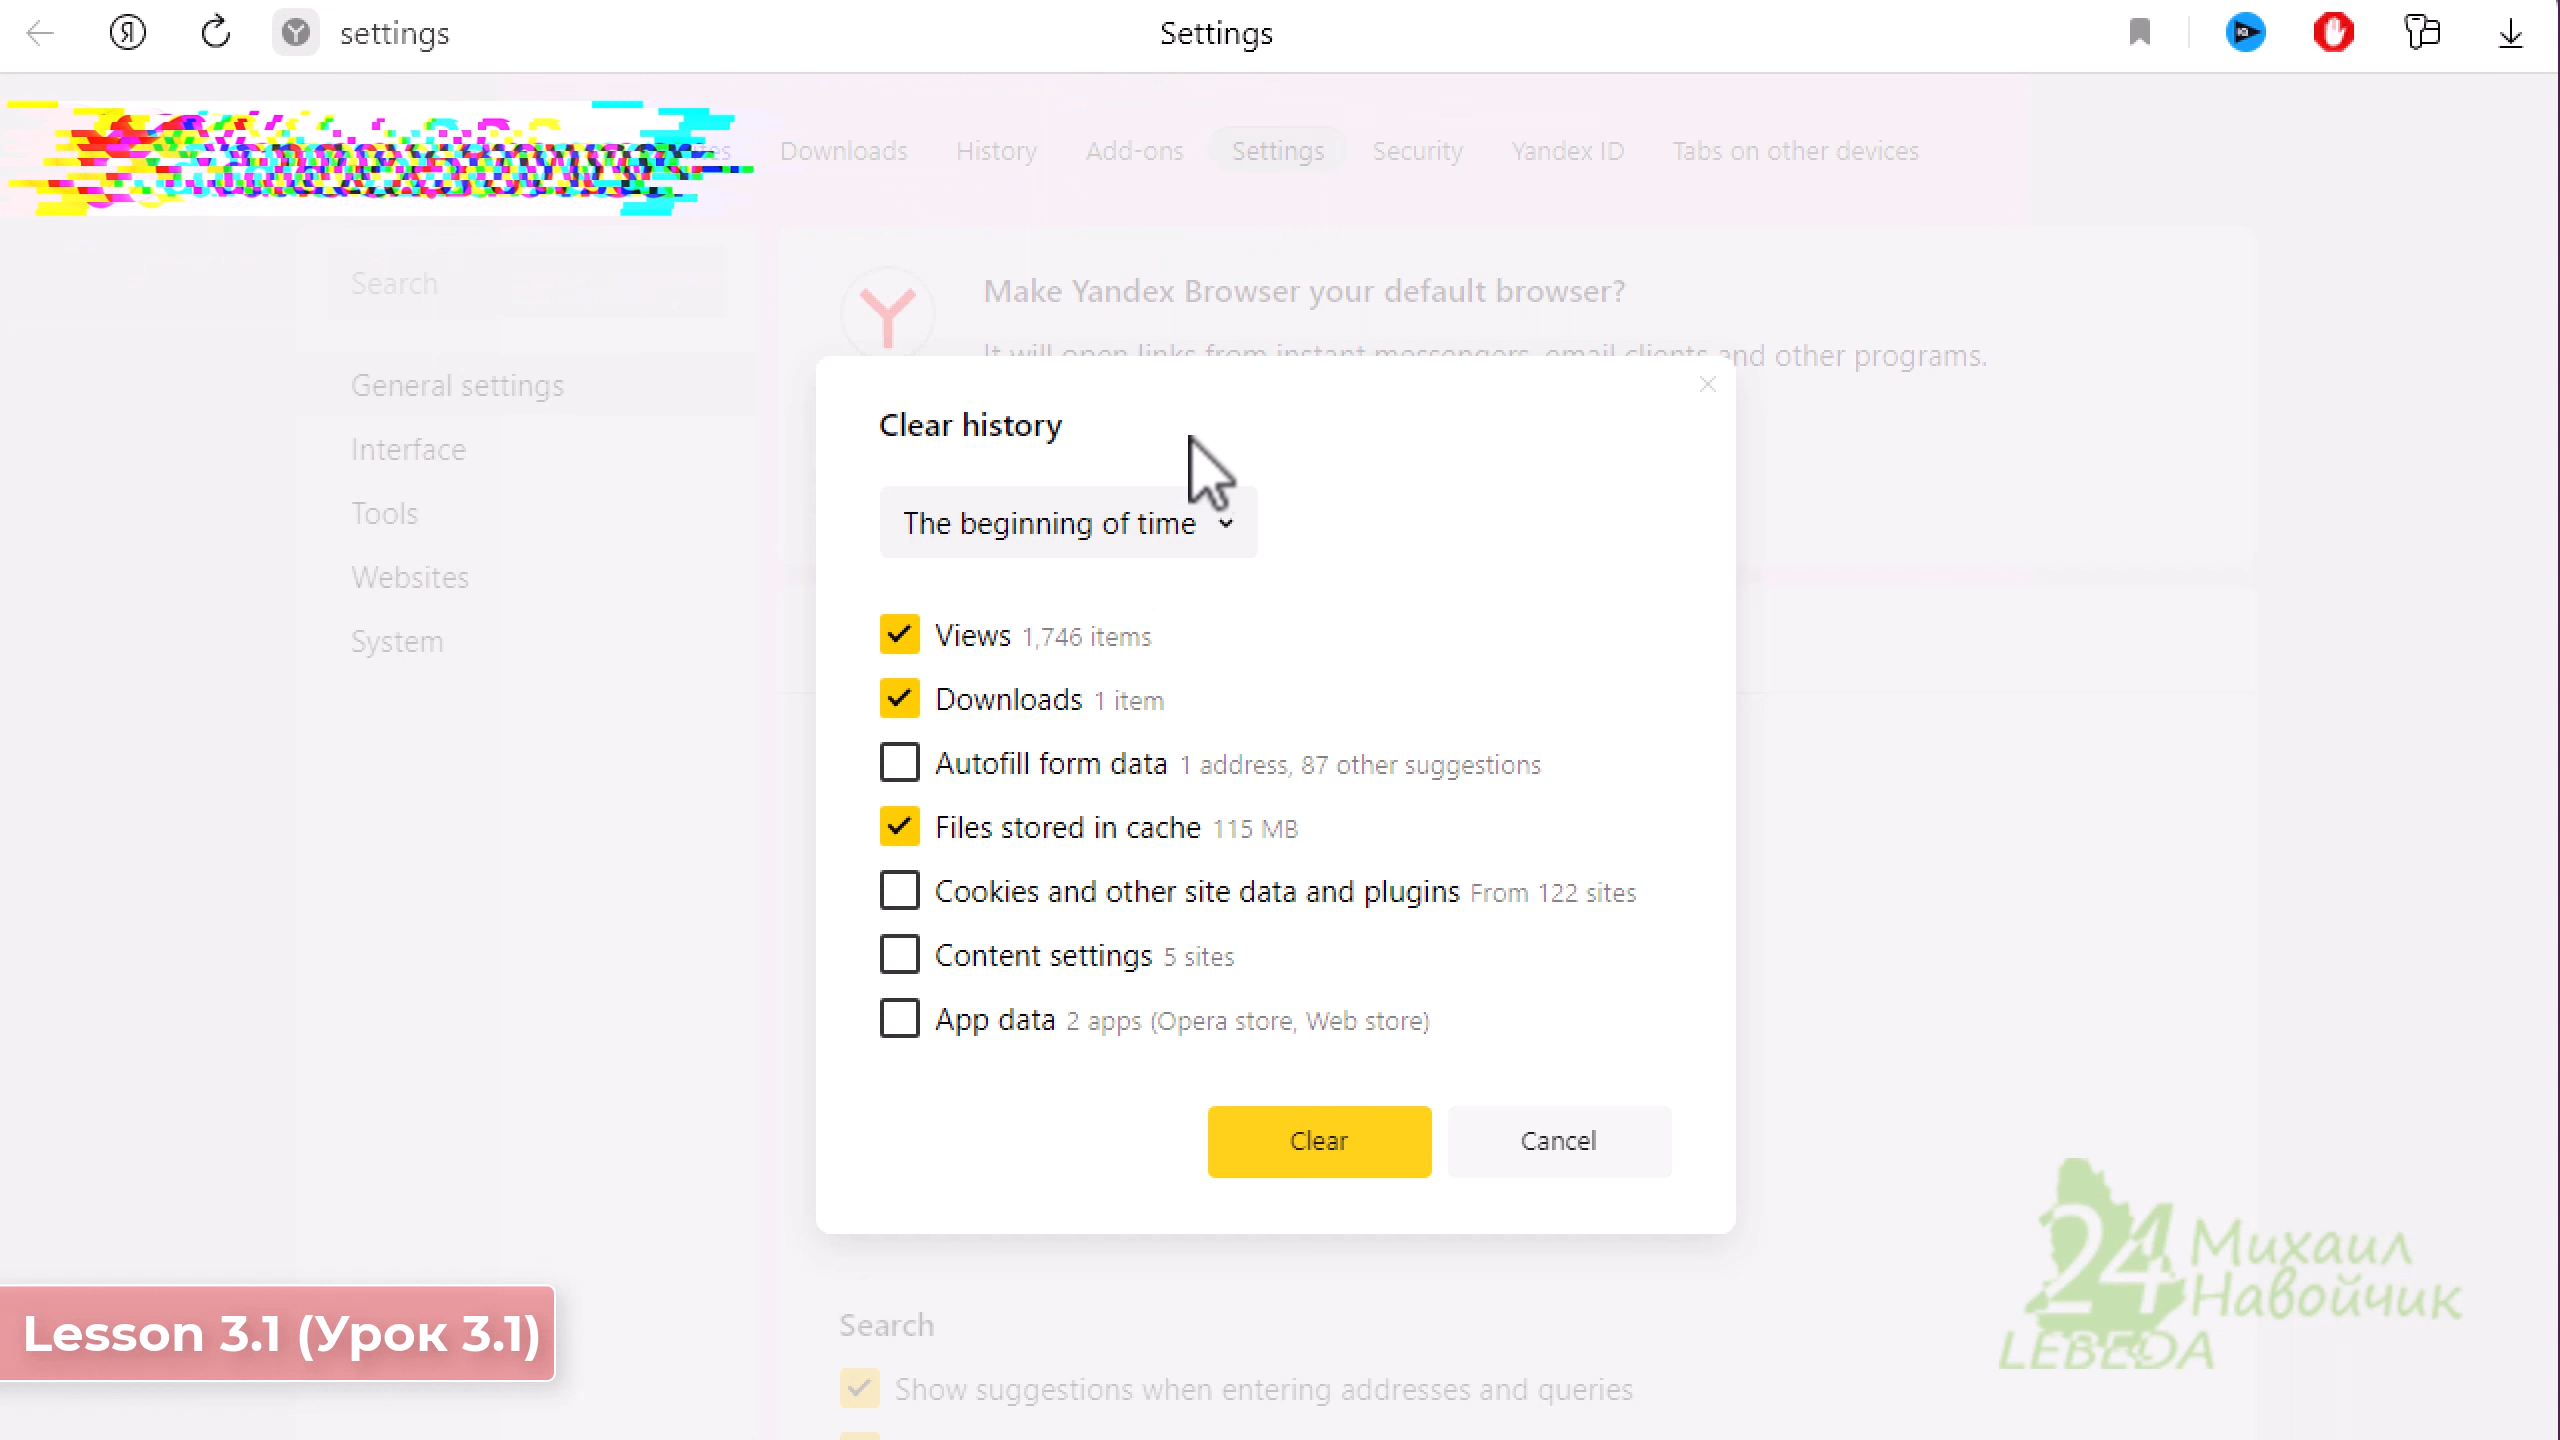 settings
Settings
Downloads History Add-ons Settings Security Yandex ID Tabs on other devices
Search
Make Yandex Browser your default browser?
It will open links from instant messengers, email clients and other programs.
General settings
Interface
Tools
Websites
System
Clear history
The beginning of time
Views 1,746 items
Downloads 1 item
Autofill form data 1 address, 87 other suggestions
Files stored in cache 115 MB
Cookies and other site data and plugins From 122 sites
Content settings 5 sites
App data 2 apps (Opera store, Web store)
Clear Cancel
Search
Show suggestions when entering addresses and queries
Lesson 3.1 (Урок 3.1)
24 Михаил
Навойчик
LEBEDA